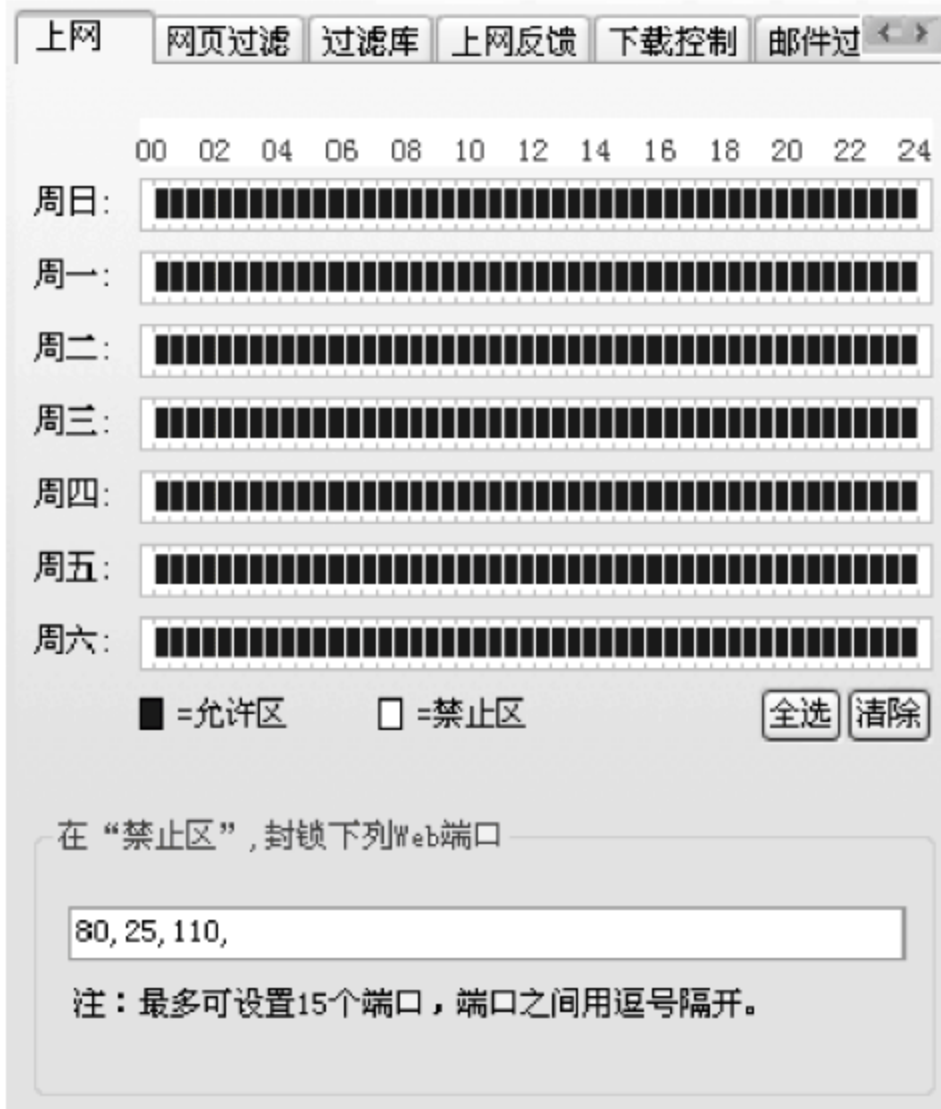 上网 网页过滤 过滤库 上网反馈 下载控制 邮件过
00 02 04 06 08 10 12 14 16 18 20 22 24
周日:
周一:
周二:
周三:
周四:
周五:
周六:
=允许区 =禁止区 全选 清除
在“禁止区”,封锁下列Web端口
80,25,110,
注：最多可设置15个端口，端口之间用逗号隔开。